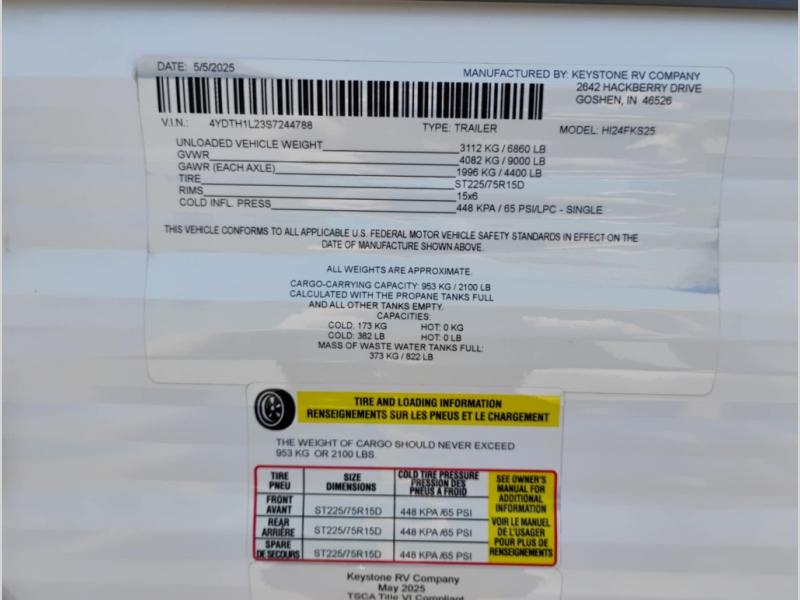 DATE: 5/5/2025
MANUFACTURED BY: KEYSTONE RV COMPANY
2642 HACKBERRY DRIVE
GOSHEN, IN 46526
V.I.N.: 4YDTH1L23S7244788 TYPE: TRAILER MODEL: HI24FKS25
UNLOADED VEHICLE WEIGHT 3112 KG / 6860 LB
GVWR 4082 KG / 9000 LB
GAWR (EACH AXLE) 1996 KG / 4400 LB
TIRE ST225/75R15D
RIMS 15x6
COLD INFL. PRESS 448 KPA / 65 PSI/LPC - SINGLE
THIS VEHICLE CONFORMS TO ALL APPLICABLE U.S. FEDERAL MOTOR VEHICLE SAFETY STANDARDS IN EFFECT ON THE
DATE OF MANUFACTURE SHOWN ABOVE.
ALL WEIGHTS ARE APPROXIMATE.
CARGO-CARRYING CAPACITY: 953 KG / 2100 LB
CALCULATED WITH THE PROPANE TANKS FULL
AND ALL OTHER TANKS EMPTY.
CAPACITIES:
COLD: 173 KG HOT: 0 KG
COLD: 382 LB HOT: 0 LB
MASS OF WASTE WATER TANKS FULL:
373 KG / 822 LB
TIRE AND LOADING INFORMATION
RENSEIGNEMENTS SUR LES PNEUS ET LE CHARGEMENT
THE WEIGHT OF CARGO SHOULD NEVER EXCEED
953 KG OR 2100 LBS.
TIRE
PNEU
SIZE
DIMENSIONS
COLD TIRE PRESSURE
PRESSION DES
PNEUS A FROID
SEE OWNER'S
MANUAL FOR
ADDITIONAL
INFORMATION
VOIR LE MANUEL
DE L'USAGER
POUR PLUS DE
RENSEIGNEMENTS
FRONT
AVANT
ST225/75R15D 448 KPA /65 PSI
REAR
ARRIÈRE
ST225/75R15D 448 KPA /65 PSI
SPARE
DE SECOURS
ST225/75R15D 448 KPA /65 PSI
Keystone RV Company
May 2025
TSCA Title VI Compliant